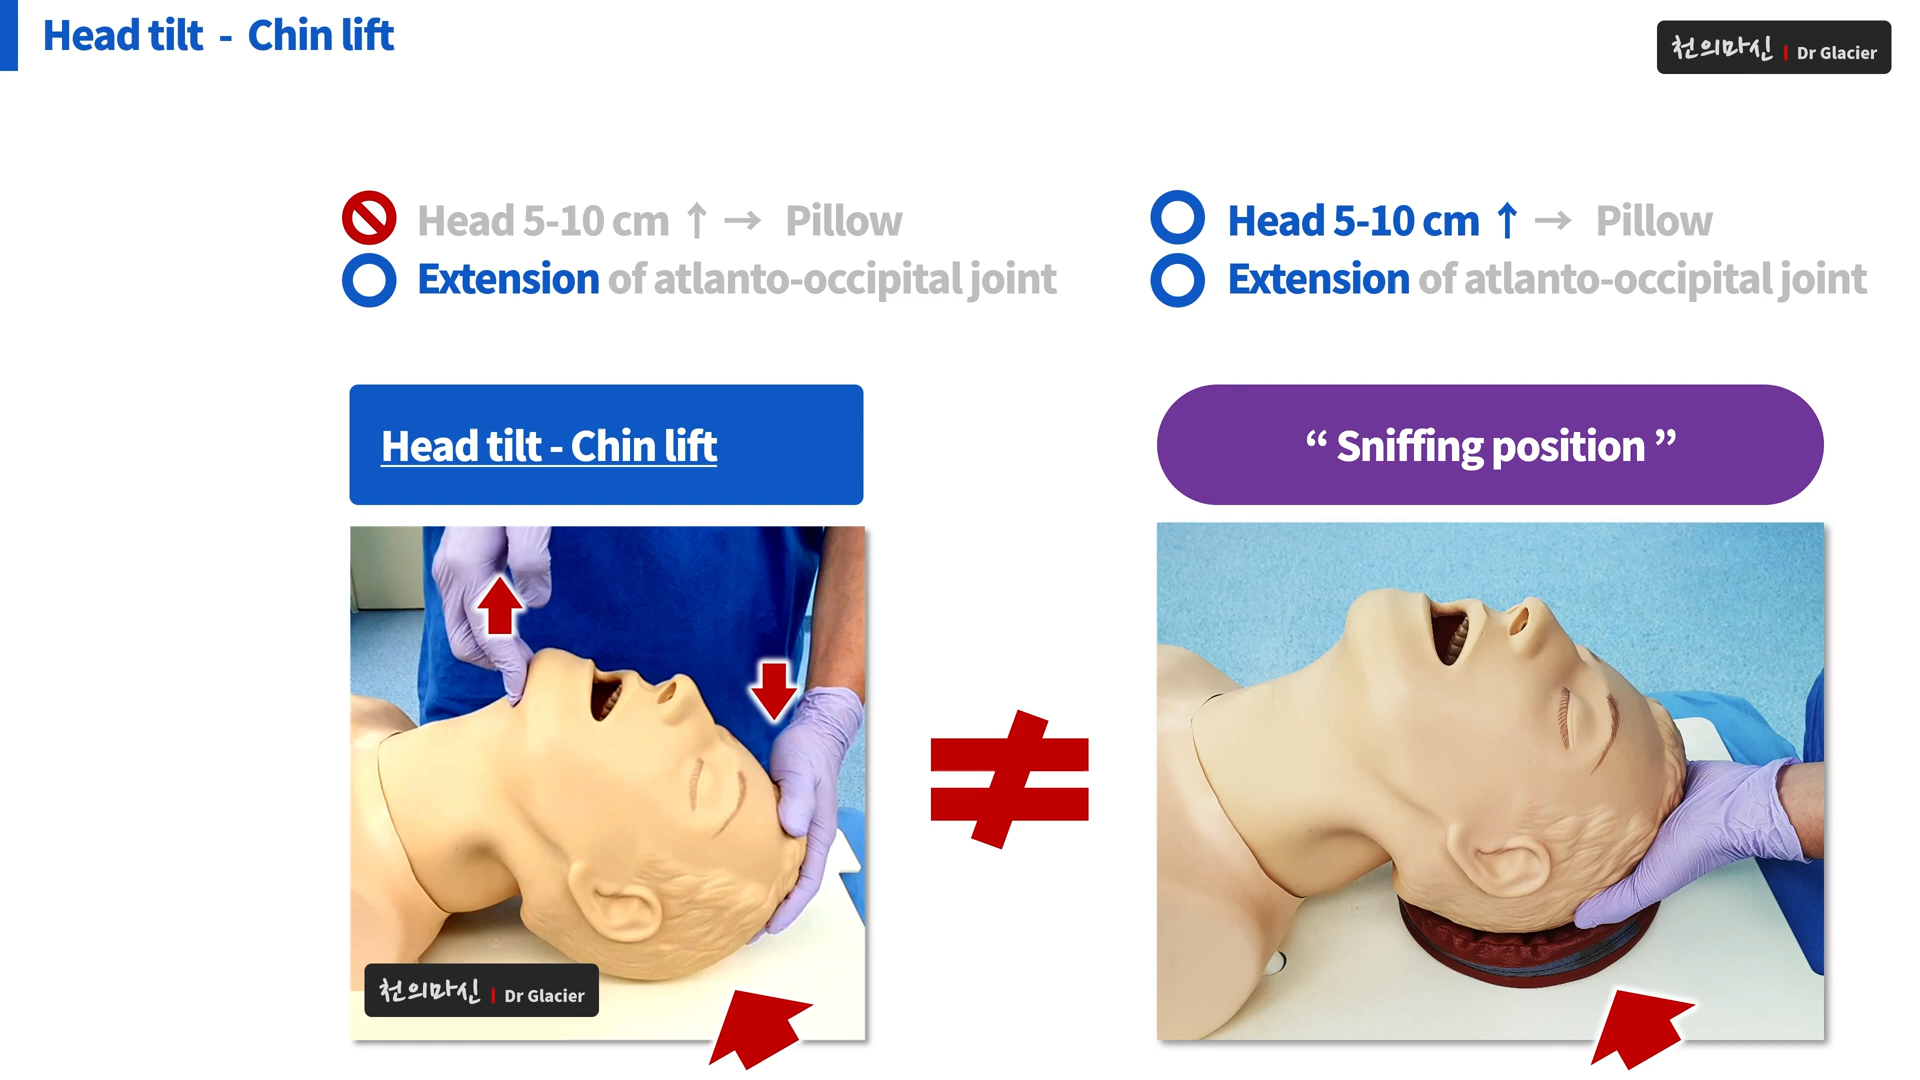 Head tilt - Chin lift
천의마신 | Dr Glacier
Head 5-10 cm ↑ → Pillow
Extension of atlanto-occipital joint
Head 5-10 cm ↑ → Pillow
Extension of atlanto-occipital joint
Head tilt - Chin lift
“ Sniffing position ”
천의마신 | Dr Glacier